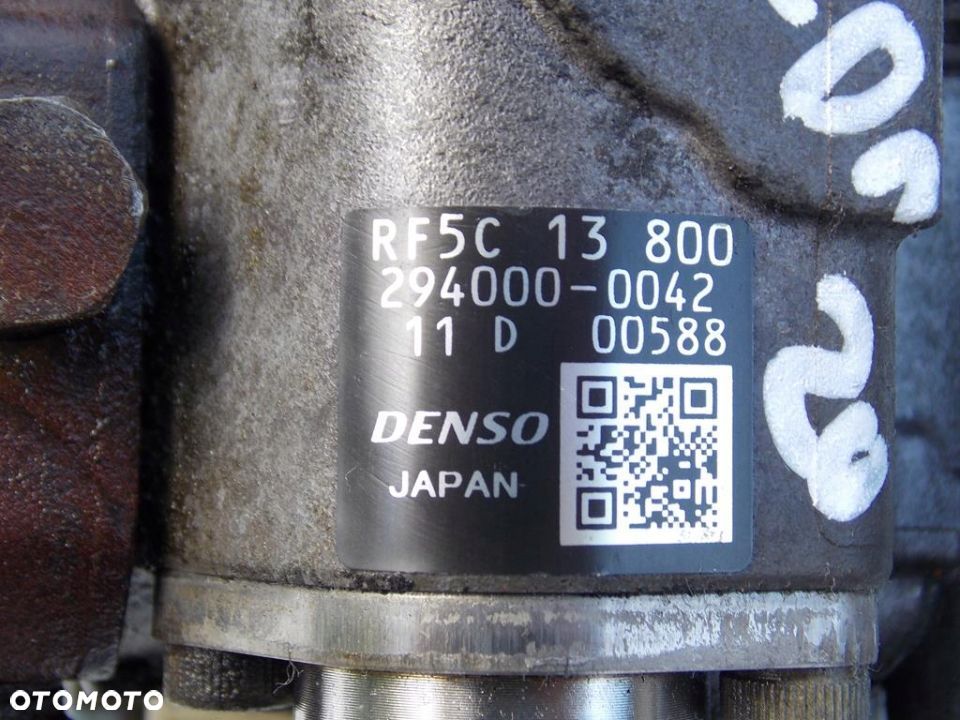 RF5C 13 800
294000-0042
11 D 00588
DENSO
JAPAN
OTOMOTO